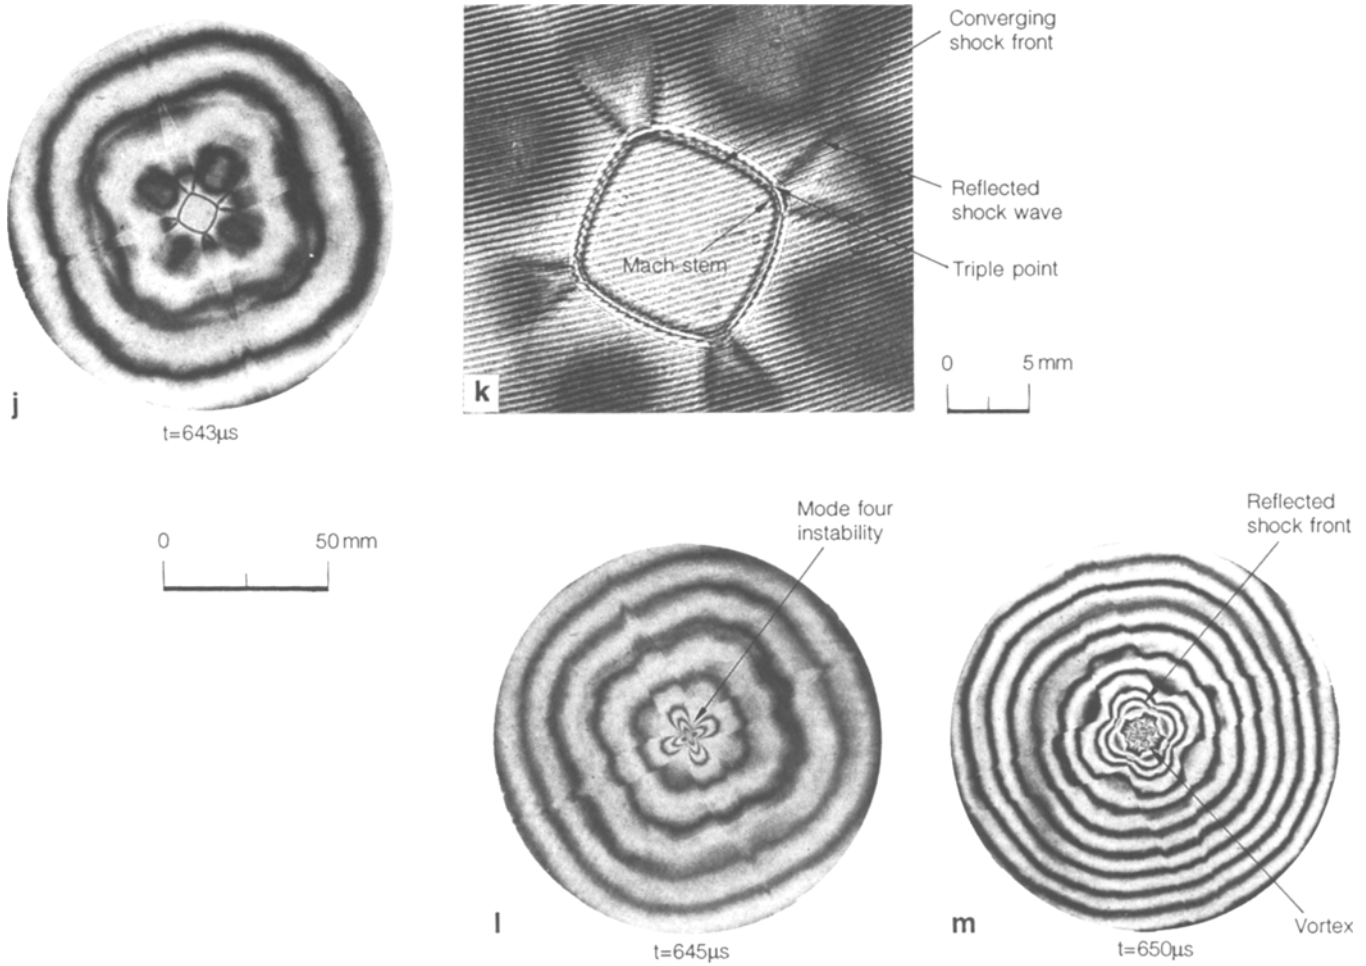 Converging
shock front
Reflected
shock wave
Triple point
Mach stem
k
0 5 mm
j
t=643μs
0 50 mm
Mode four
instability
Reflected
shock front
l
t=645μs
m
t=650μs
Vortex